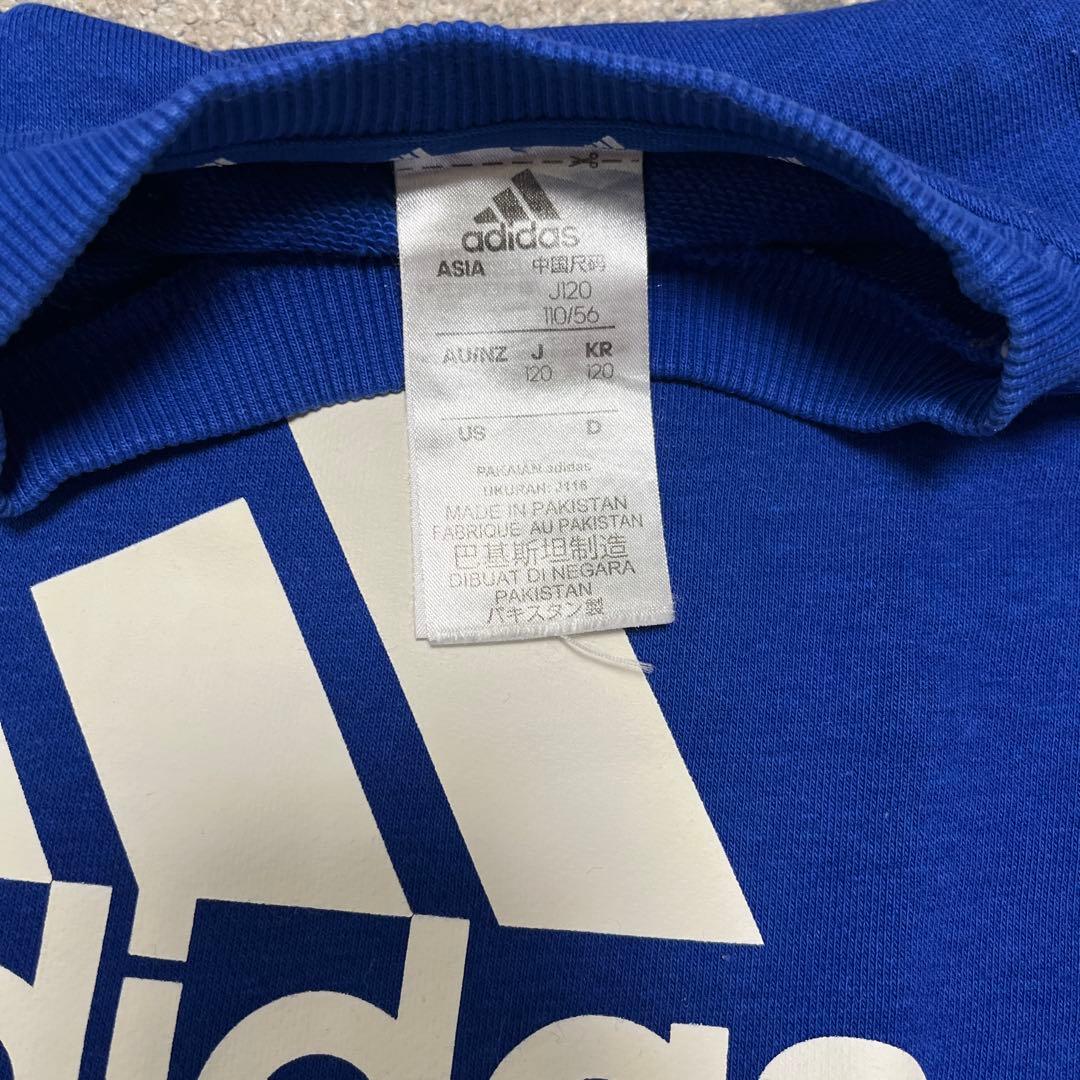 adidas
ASIA 中国尺码
J120
110/56
AU/NZ J KR
120 120
US D
PAKAIAN adidas
UKURAN: J116
MADE IN PAKISTAN
FABRIQUE AU PAKISTAN
巴基斯坦制造
DIBUAT DI NEGARA
PAKISTAN
パキスタン製
adidas